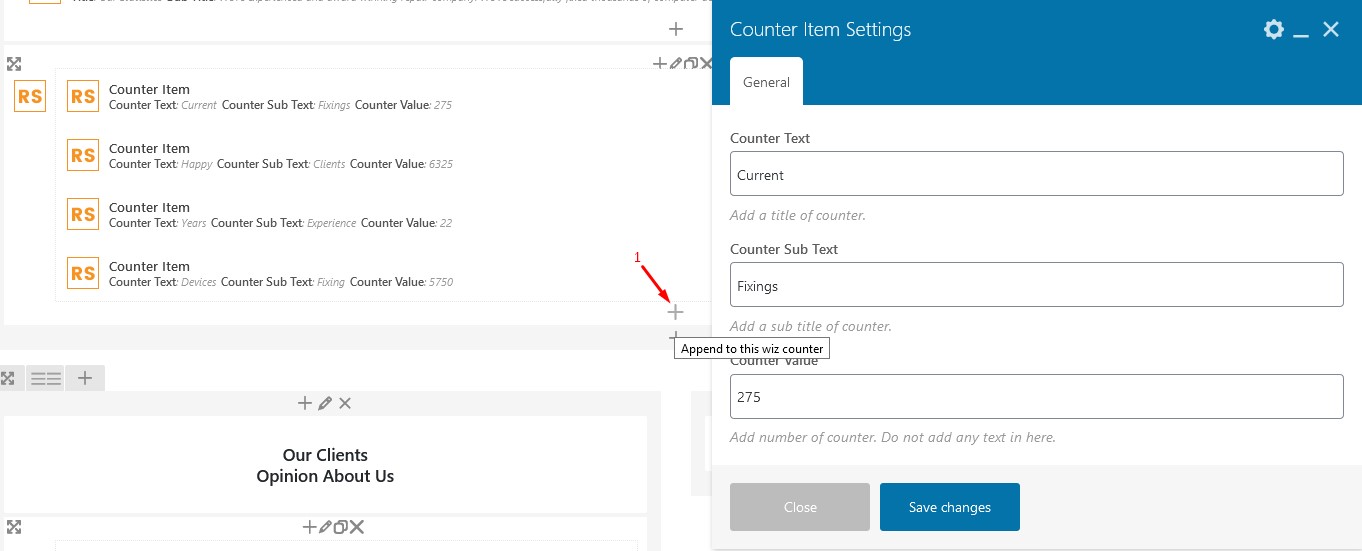 Counter Item Settings
General
RS
RS
Counter Item
Counter Text: Current Counter Sub Text: Fixings Counter Value: 275
RS
Counter Item
Counter Text: Happy Counter Sub Text: Clients Counter Value: 6325
RS
Counter Item
Counter Text: Years Counter Sub Text: Experience Counter Value: 22
RS
Counter Item
Counter Text: Devices Counter Sub Text: Fixing Counter Value: 5750
1
Append to this wiz counter
Our Clients
Opinion About Us
Counter Text
Current
Add a title of counter.
Counter Sub Text
Fixings
Add a sub title of counter.
Counter Value
275
Add number of counter. Do not add any text in here.
Close
Save changes